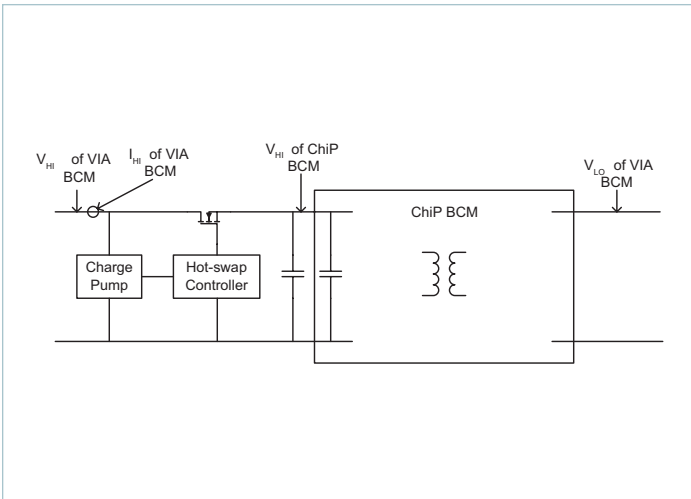 V_HI of VIA
BCM
I_HI of VIA
BCM
V_HI of ChiP
BCM
V_LO of VIA
BCM
ChiP BCM
Charge
Pump
Hot-swap
Controller